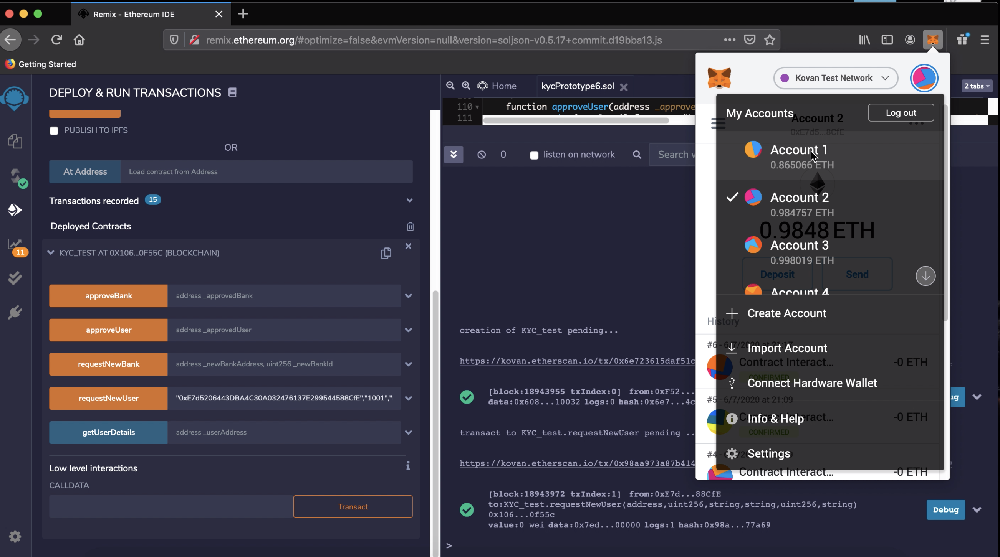 Remix - Ethereum IDE
remix.ethereum.org/#optimize=false&evmVersion=null&version=soljson-v0.5.17+commit.d19bba13.js
Getting Started
DEPLOY & RUN TRANSACTIONS
PUBLISH TO IPFS
OR
At Address
Load contract from Address
Transactions recorded 15
Deployed Contracts
11
KYC_TEST AT 0X106...0F55C (BLOCKCHAIN)
approveBank
address _approvedBank
approveUser
address _approvedUser
requestNewBank
address _newBankAddress, uint256 _newBankId
requestNewUser
"0xE7d5206443DBA4C30A032476137E299544588CfE","1001","
getUserDetails
address _userAddress
Low level interactions
CALLDATA
Transact
Home
kycPrototype6.sol
2 tabs
110 function approveUser(address _approve
111
0
listen on network
Search
creation of KYC_test pending...
https://kovan.etherscan.io/tx/0x6e723615daf51c
[block:18943955 txIndex:0] from:0xF52...
data:0x608...10032 logs:0 hash:0x6e7...4c
transact to KYC_test.requestNewUser pending ..
https://kovan.etherscan.io/tx/0x98aa973a87b414
[block:18943972 txIndex:1] from:0xE7d...88CfE
to:KYC_test.requestNewUser(address,uint256,string,string,uint256,string)
0x106...0f55c
value:0 wei data:0x7ed...00000 logs:1 hash:0x98a...77a69
Debug
>
Kovan Test Network
My Accounts
Log out
Account 2
0xE7d5...8CfE
Account 1
0.865066 ETH
Account 2
0.984757 ETH
0.9848 ETH
Account 3
0.998019 ETH
Deposit
Send
Account 4
Create Account
History
Import Account
#6 - 6/7/2020 at 21:17
Contract Interact...
-0 ETH
CONFIRMED
Connect Hardware Wallet
#5 - 6/7/2020 at 21:09
Info & Help
Contract Interact...
-0 ETH
CONFIRMED
Settings
Contract Interact...
-0 ETH